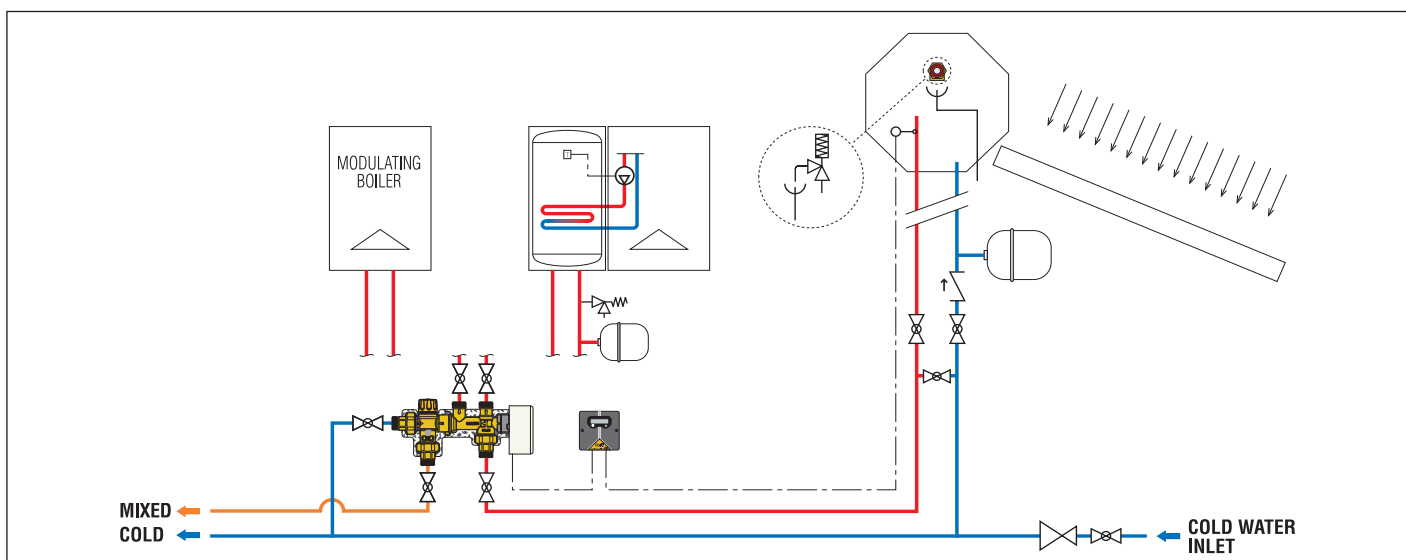 MODULATING
BOILER
MIXED
COLD
COLD WATER
INLET